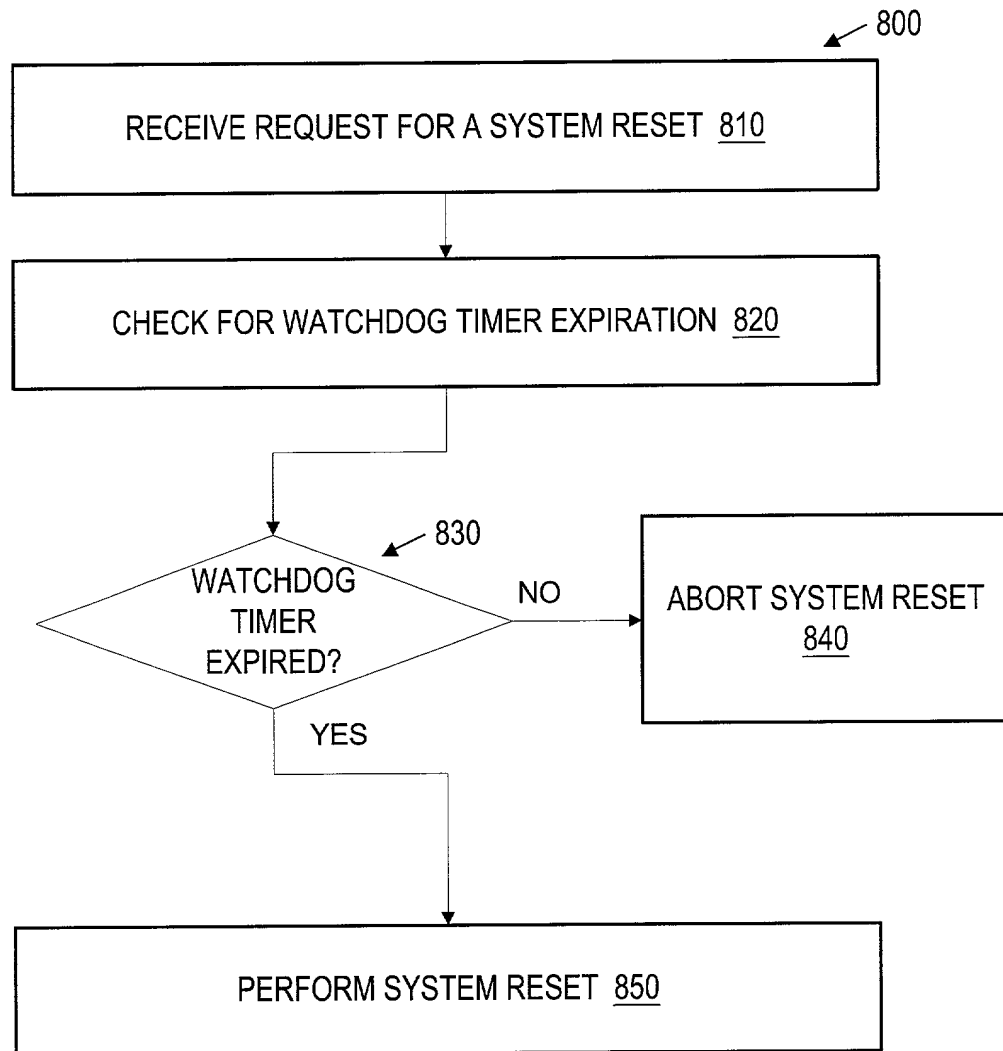 800
RECEIVE REQUEST FOR A SYSTEM RESET 810
CHECK FOR WATCHDOG TIMER EXPIRATION 820
830
WATCHDOG
TIMER
EXPIRED?
NO
ABORT SYSTEM RESET
840
YES
PERFORM SYSTEM RESET 850